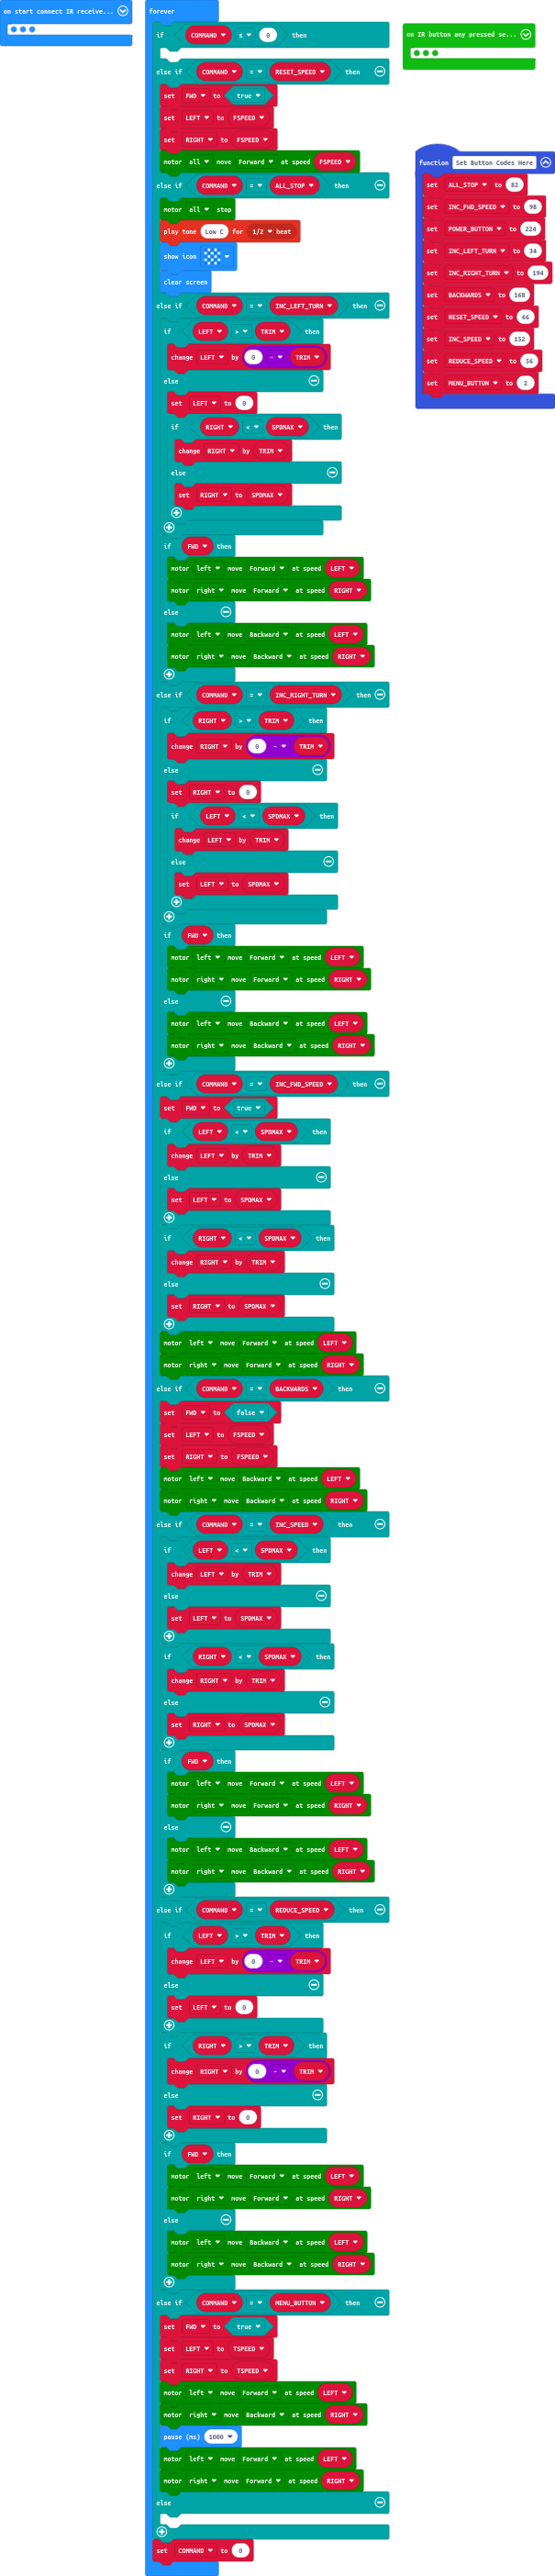 on start connect IR receive...
forever
if COMMAND ≤ 0 then
else if COMMAND = RESET_SPEED then
set FWD to true
set LEFT to FSPEED
set RIGHT to FSPEED
motor all move Forward at speed FSPEED
else if COMMAND = ALL_STOP then
motor all stop
play tone Low C for 1/2 beat
show icon
clear screen
else if COMMAND = INC_LEFT_TURN then
if LEFT > TRIM then
change LEFT by 0 - TRIM
else
set LEFT to 0
if RIGHT < SPDMAX then
change RIGHT by TRIM
else
set RIGHT to SPDMAX
if FWD then
motor left move Forward at speed LEFT
motor right move Forward at speed RIGHT
else
motor left move Backward at speed LEFT
motor right move Backward at speed RIGHT
else if COMMAND = INC_RIGHT_TURN then
if RIGHT > TRIM then
change RIGHT by 0 - TRIM
else
set RIGHT to 0
if LEFT < SPDMAX then
change LEFT by TRIM
else
set LEFT to SPDMAX
if FWD then
motor left move Forward at speed LEFT
motor right move Forward at speed RIGHT
else
motor left move Backward at speed LEFT
motor right move Backward at speed RIGHT
else if COMMAND = INC_FWD_SPEED then
set FWD to true
if LEFT < SPDMAX then
change LEFT by TRIM
else
set LEFT to SPDMAX
if RIGHT < SPDMAX then
change RIGHT by TRIM
else
set RIGHT to SPDMAX
motor left move Forward at speed LEFT
motor right move Forward at speed RIGHT
else if COMMAND = BACKWARDS then
set FWD to false
set LEFT to FSPEED
set RIGHT to FSPEED
motor left move Backward at speed LEFT
motor right move Backward at speed RIGHT
else if COMMAND = INC_SPEED then
if LEFT < SPDMAX then
change LEFT by TRIM
else
set LEFT to SPDMAX
if RIGHT < SPDMAX then
change RIGHT by TRIM
else
set RIGHT to SPDMAX
if FWD then
motor left move Forward at speed LEFT
motor right move Forward at speed RIGHT
else
motor left move Backward at speed LEFT
motor right move Backward at speed RIGHT
else if COMMAND = REDUCE_SPEED then
if LEFT > TRIM then
change LEFT by 0 - TRIM
else
set LEFT to 0
if RIGHT > TRIM then
change RIGHT by 0 - TRIM
else
set RIGHT to 0
if FWD then
motor left move Forward at speed LEFT
motor right move Forward at speed RIGHT
else
motor left move Backward at speed LEFT
motor right move Backward at speed RIGHT
else if COMMAND = MENU_BUTTON then
set FWD to true
set LEFT to TSPEED
set RIGHT to TSPEED
motor left move Forward at speed LEFT
motor right move Backward at speed RIGHT
pause (ms) 1000
motor left move Forward at speed LEFT
motor right move Forward at speed RIGHT
else
set COMMAND to 0
on IR button any pressed se...
function Set Button Codes Here
set ALL_STOP to 82
set INC_FWD_SPEED to 98
set POWER_BUTTON to 224
set INC_LEFT_TURN to 34
set INC_RIGHT_TURN to 194
set BACKWARDS to 168
set RESET_SPEED to 66
set INC_SPEED to 152
set REDUCE_SPEED to 56
set MENU_BUTTON to 2